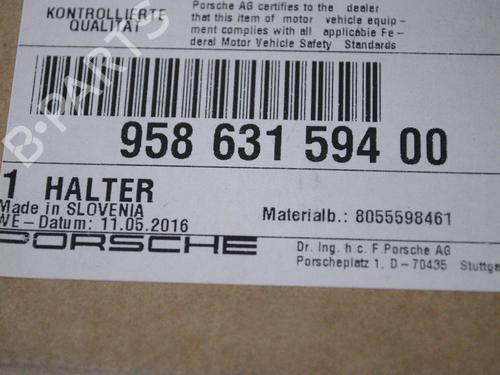 KONTROLLIERTE
QUALITÄT
Porsche AG certifies to the dealer
that this item of motor vehicle equip-
ment complies with all applicable Fe-
deral Motor Vehicle Safety Standards
958 631 594 00
1 HALTER
Made in SLOVENIA
WE-Datum: 11.05.2016
Materialb.: 8055598461
PORSCHE
Dr. Ing. h.c. F.Porsche AG
Porscheplatz 1, D-70435 Stuttga
B-PARTS